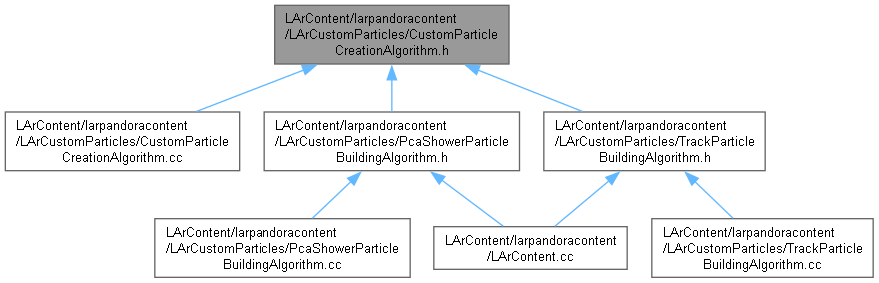 LArContent/larpandoracontent
/LArCustomParticles/CustomParticle
CreationAlgorithm.h
LArContent/larpandoracontent
/LArCustomParticles/CustomParticle
CreationAlgorithm.cc
LArContent/larpandoracontent
/LArCustomParticles/PcaShowerParticle
BuildingAlgorithm.h
LArContent/larpandoracontent
/LArCustomParticles/TrackParticle
BuildingAlgorithm.h
LArContent/larpandoracontent
/LArCustomParticles/PcaShowerParticle
BuildingAlgorithm.cc
LArContent/larpandoracontent
/LArContent.cc
LArContent/larpandoracontent
/LArCustomParticles/TrackParticle
BuildingAlgorithm.cc